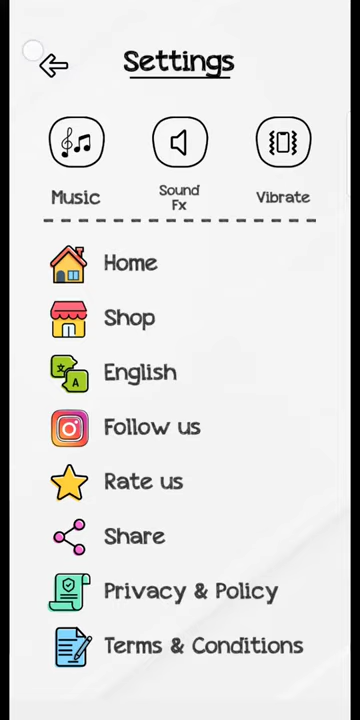 Settings
Music
Sound
Fx
Vibrate
Home
Shop
English
Follow us
Rate us
Share
Privacy & Policy
Terms & Conditions